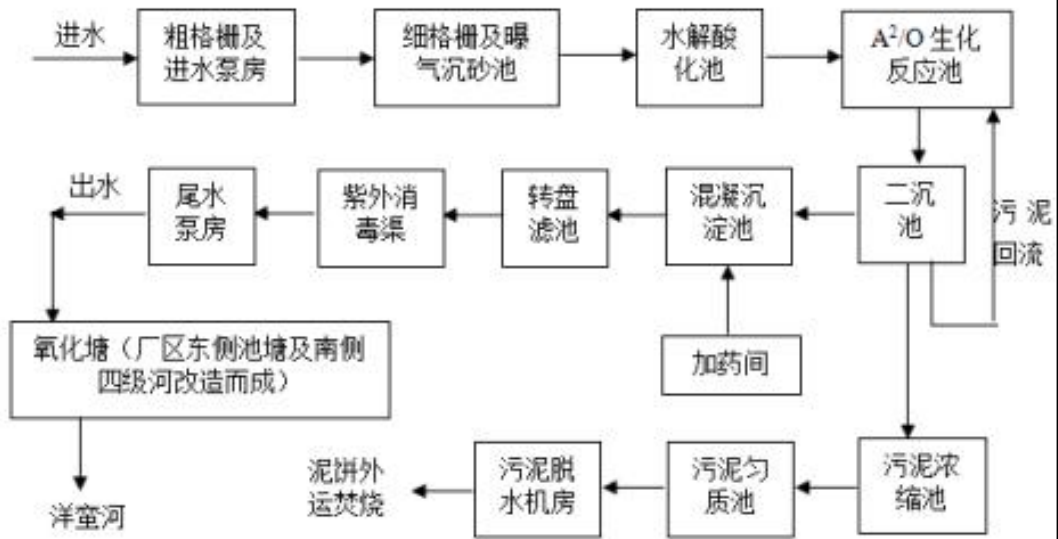 进水
粗格栅及
进水泵房
细格栅及曝
气沉砂池
水解酸
化池
A²/O 生化
反应池
出水
尾水
泵房
紫外消
毒渠
转盘
滤池
混凝沉
淀池
二沉
池
污 泥
回流
氧化塘（厂区东侧池塘及南侧
四级河改造而成）
加药间
洋蛮河
泥饼外
运焚烧
污泥脱
水机房
污泥匀
质池
污泥浓
缩池